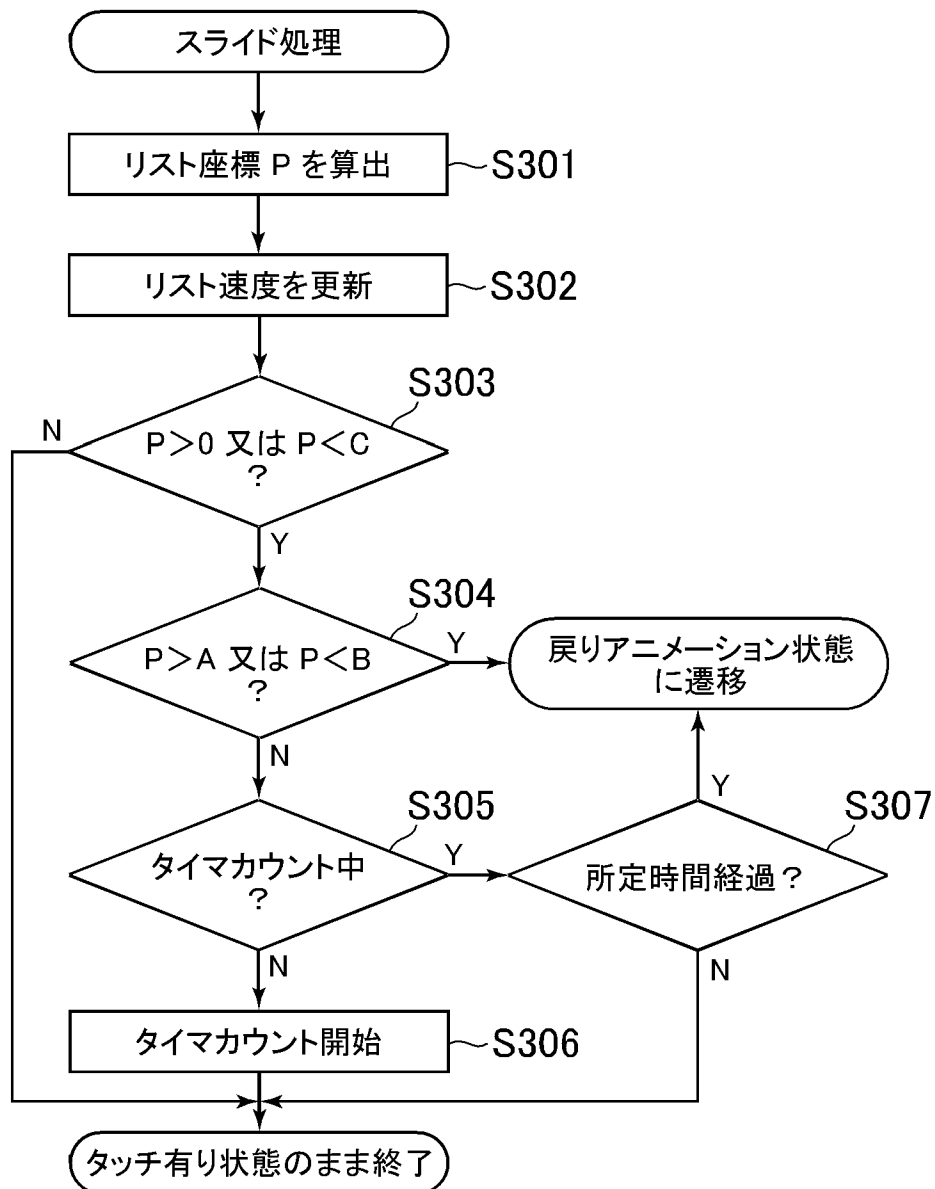 スライド処理
リスト座標 P を算出
S301
リスト速度を更新
S302
S303
N
P>0 又は P<C
?
Y
S304
P>A 又は P<B
?
Y
戻りアニメーション状態
に遷移
N
Y
S305
S307
タイマカウント中
?
Y
所定時間経過?
N
N
タイマカウント開始
S306
タッチ有り状態のまま終了